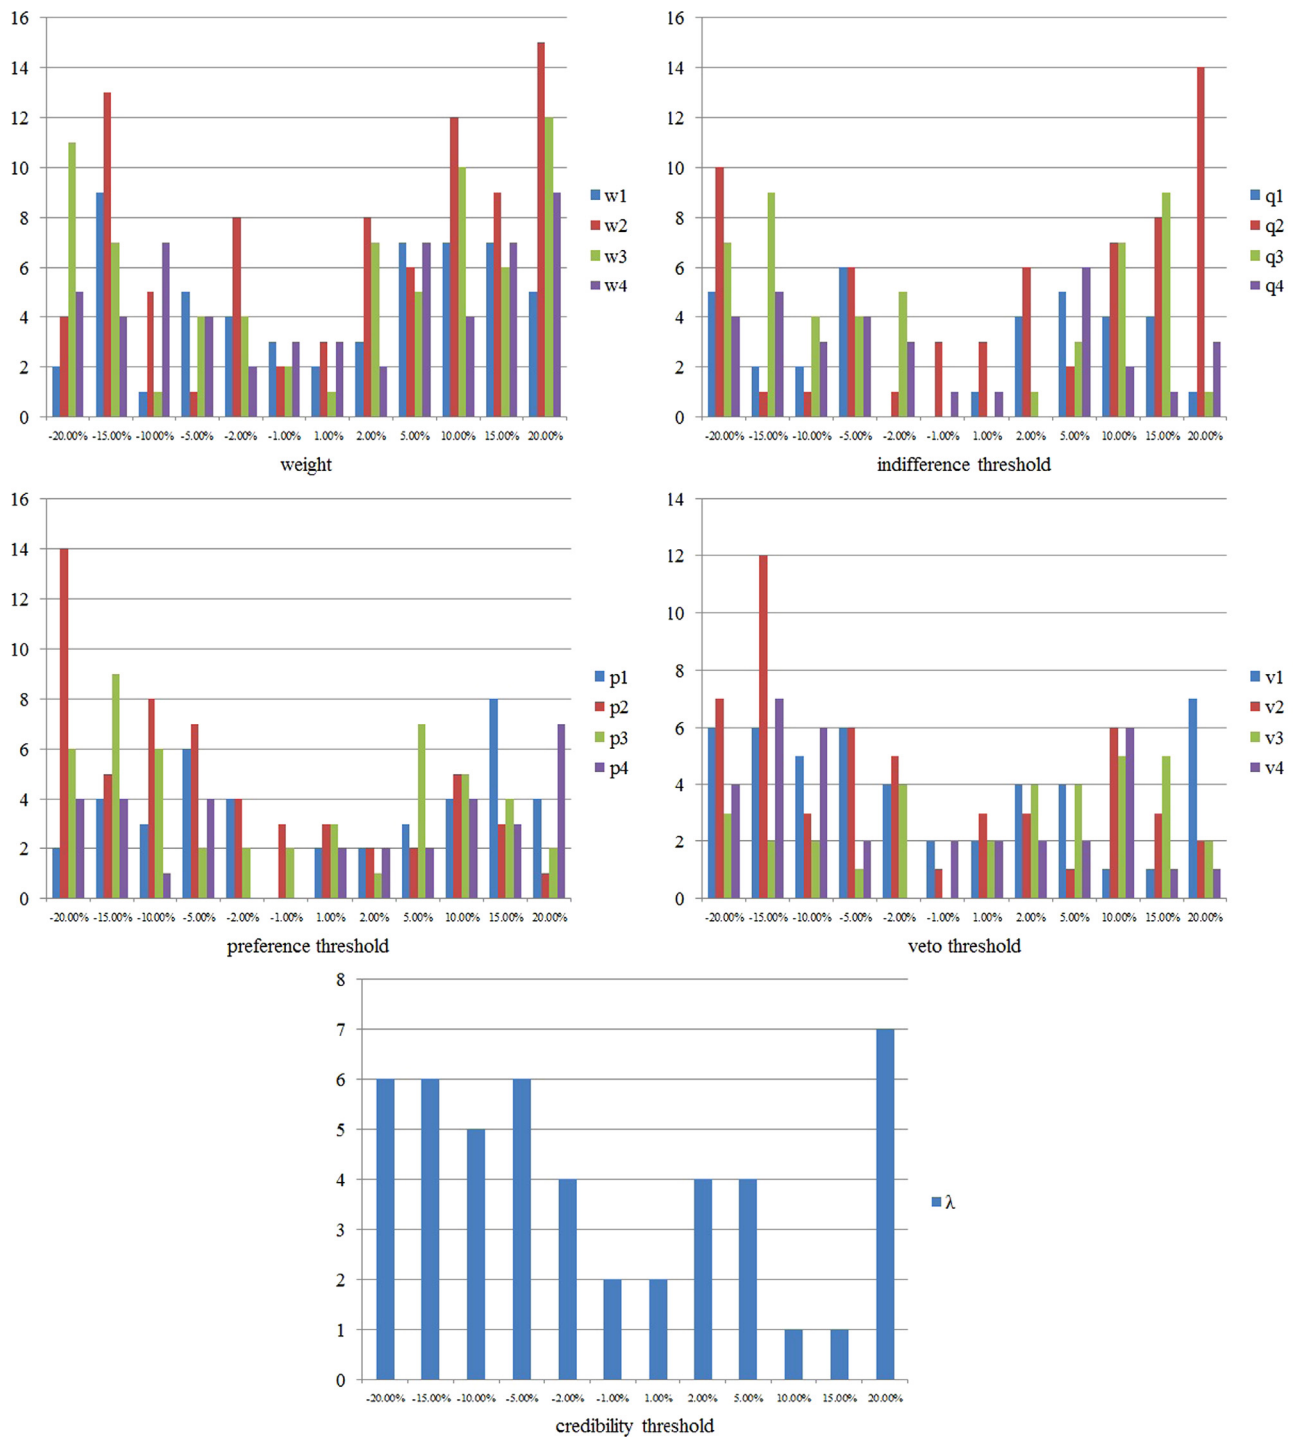 16
14
12
10
8
6
4
2
0
-20.00% -15.00% -10.00% -5.00% -2.00% -1.00% 1.00% 2.00% 5.00% 10.00% 15.00% 20.00%
weight
w1
w2
w3
w4
16
14
12
10
8
6
4
2
0
-20.00% -15.00% -10.00% -5.00% -2.00% -1.00% 1.00% 2.00% 5.00% 10.00% 15.00% 20.00%
indifference threshold
q1
q2
q3
q4
16
14
12
10
8
6
4
2
0
-20.00% -15.00% -10.00% -5.00% -2.00% -1.00% 1.00% 2.00% 5.00% 10.00% 15.00% 20.00%
preference threshold
p1
p2
p3
p4
14
12
10
8
6
4
2
0
-20.00% -15.00% -10.00% -5.00% -2.00% -1.00% 1.00% 2.00% 5.00% 10.00% 15.00% 20.00%
veto threshold
v1
v2
v3
v4
8
7
6
5
4
3
2
1
0
-20.00% -15.00% -10.00% -5.00% -2.00% -1.00% 1.00% 2.00% 5.00% 10.00% 15.00% 20.00%
credibility threshold
λ